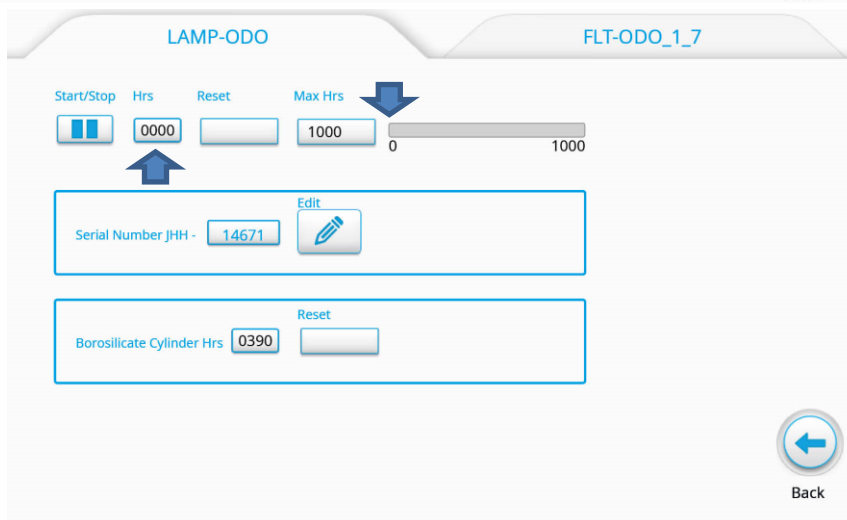 LAMP-ODO
FLT-ODO_1_7
Start/Stop Hrs Reset Max Hrs
0000 1000
0 1000
Edit
Serial Number JHH - 14671
Reset
Borosilicate Cylinder Hrs 0390
Back